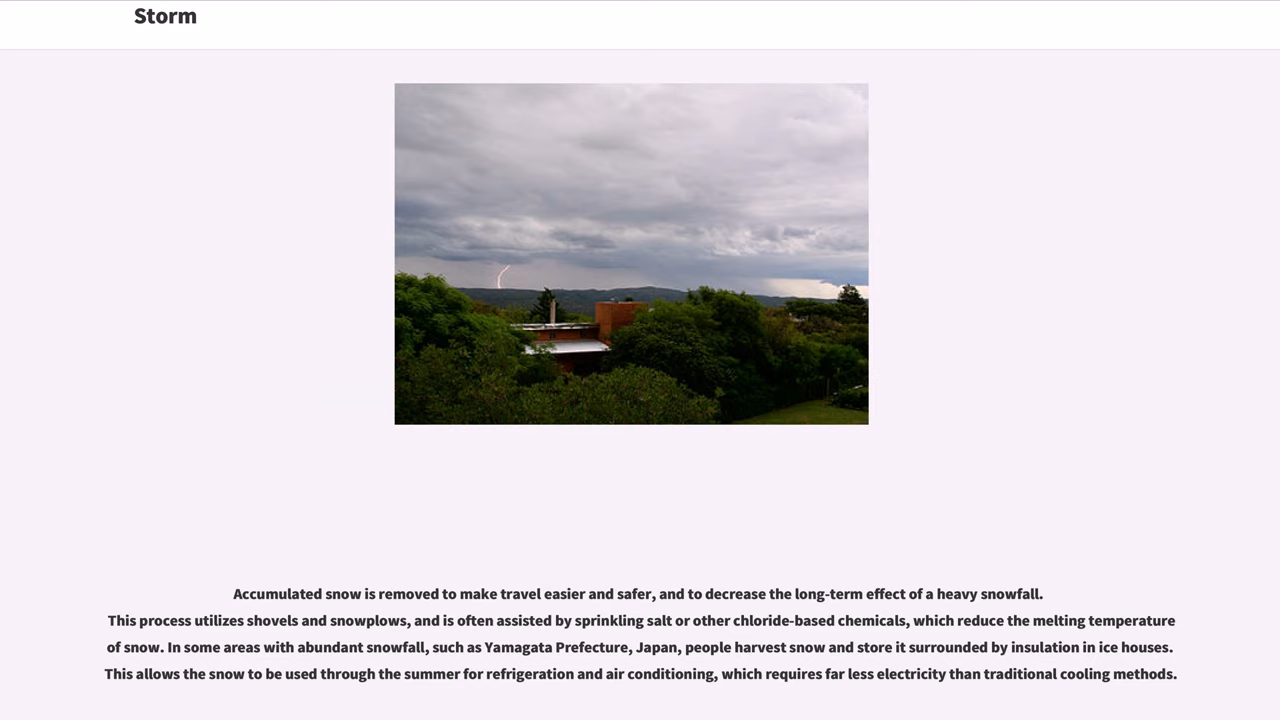 Storm
Accumulated snow is removed to make travel easier and safer, and to decrease the long-term effect of a heavy snowfall.
This process utilizes shovels and snowplows, and is often assisted by sprinkling salt or other chloride-based chemicals, which reduce the melting temperature
of snow. In some areas with abundant snowfall, such as Yamagata Prefecture, Japan, people harvest snow and store it surrounded by insulation in ice houses.
This allows the snow to be used through the summer for refrigeration and air conditioning, which requires far less electricity than traditional cooling methods.